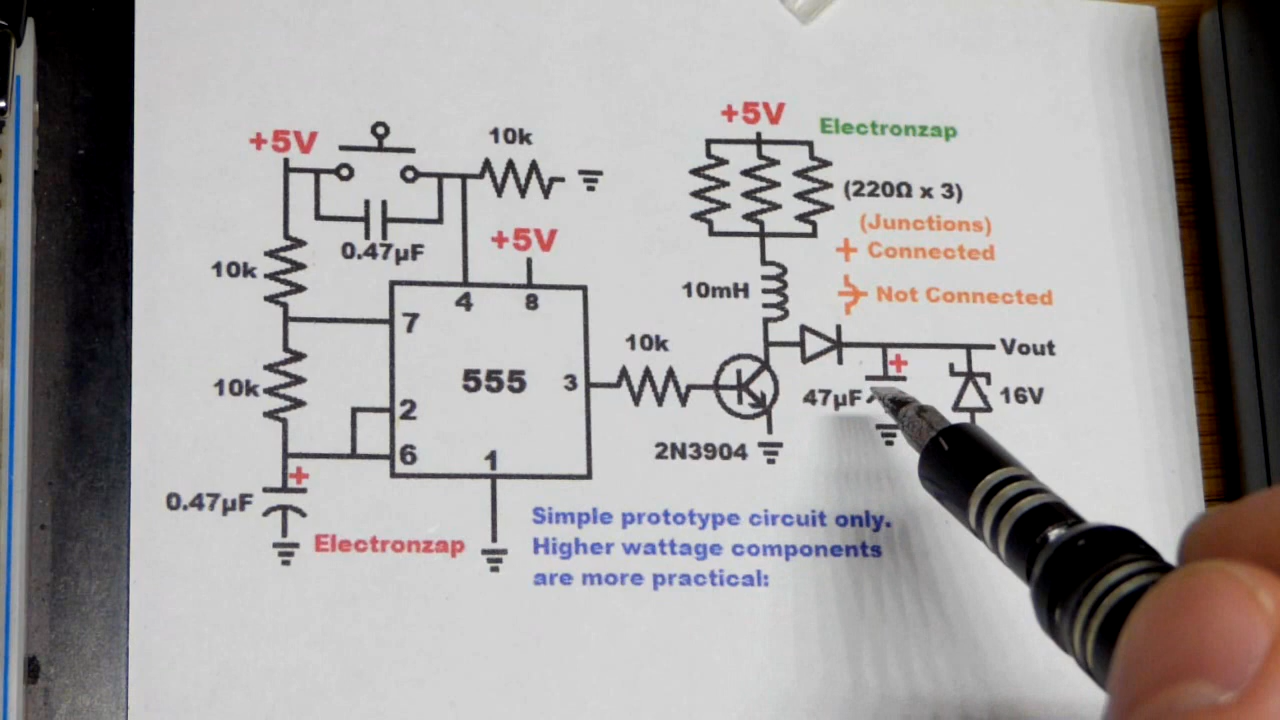 +5V
10k
0.47µF
+5V
10k
10k
4
8
7
2
6
555
3
1
0.47µF
+
Electronzap
10k
2N3904
+5V
Electronzap
(220Ω x 3)
(Junctions)
Connected
Not Connected
10mH
Vout
+
47µF
16V
Simple prototype circuit only.
Higher wattage components
are more practical: